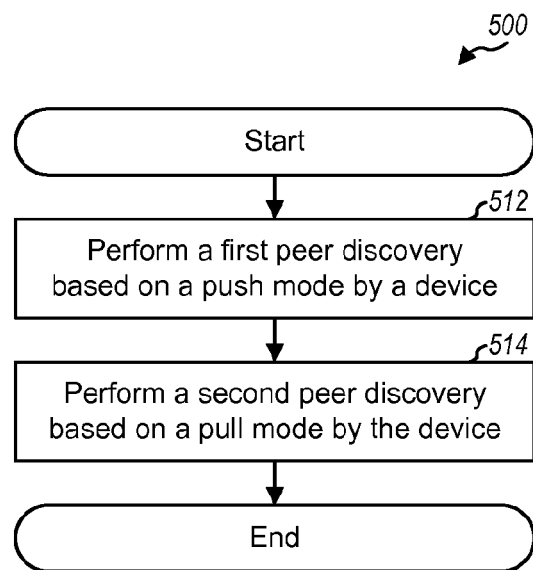 500
Start
512
Perform a first peer discovery
based on a push mode by a device
514
Perform a second peer discovery
based on a pull mode by the device
End